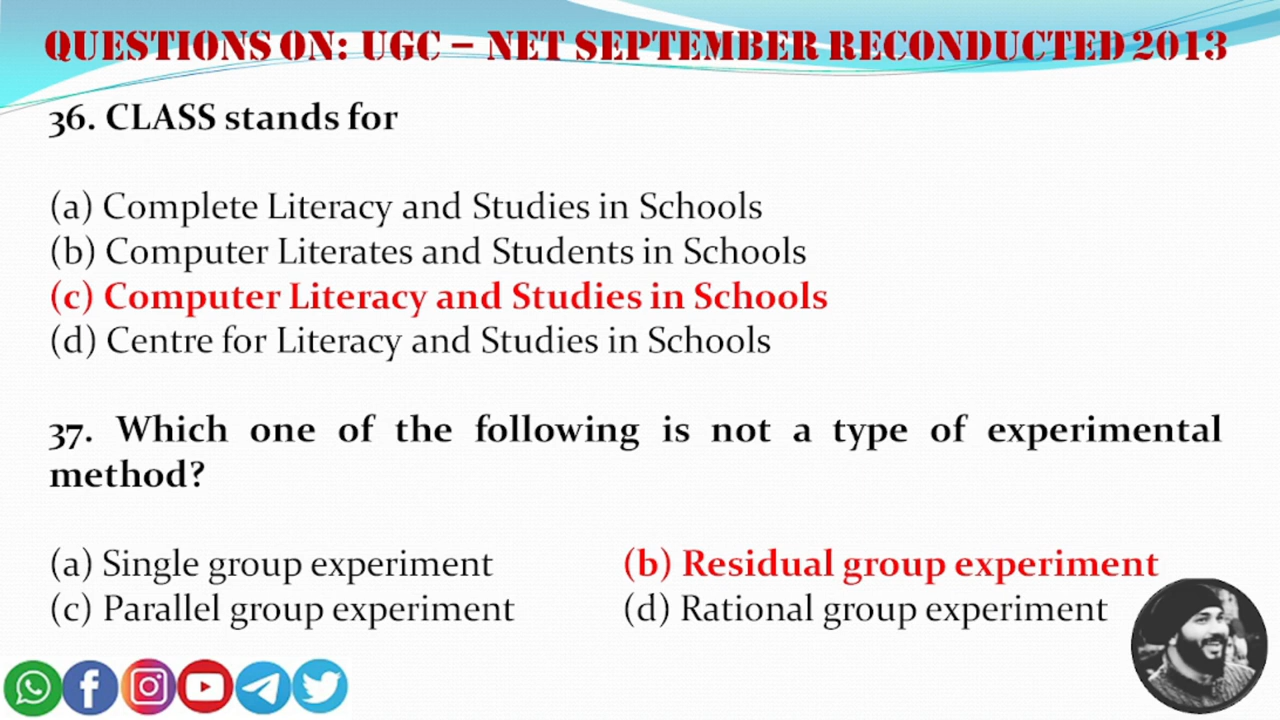 QUESTIONS ON: UGC – NET SEPTEMBER RECONDUCTED 2013
36. CLASS stands for
(a) Complete Literacy and Studies in Schools
(b) Computer Literates and Students in Schools
(c) Computer Literacy and Studies in Schools
(d) Centre for Literacy and Studies in Schools
37. Which one of the following is not a type of experimental
method?
(a) Single group experiment (b) Residual group experiment
(c) Parallel group experiment (d) Rational group experiment